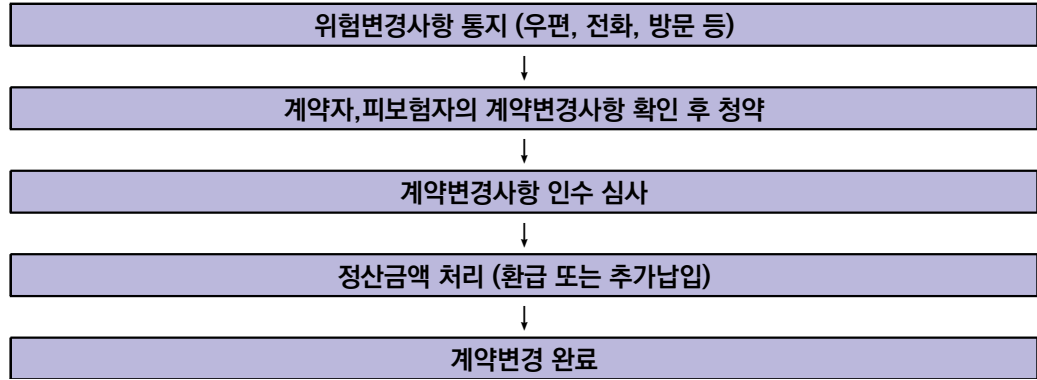 위험변경사항 통지 (우편, 전화, 방문 등)
↓
계약자,피보험자의 계약변경사항 확인 후 청약
↓
계약변경사항 인수 심사
↓
정산금액 처리 (환급 또는 추가납입)
↓
계약변경 완료